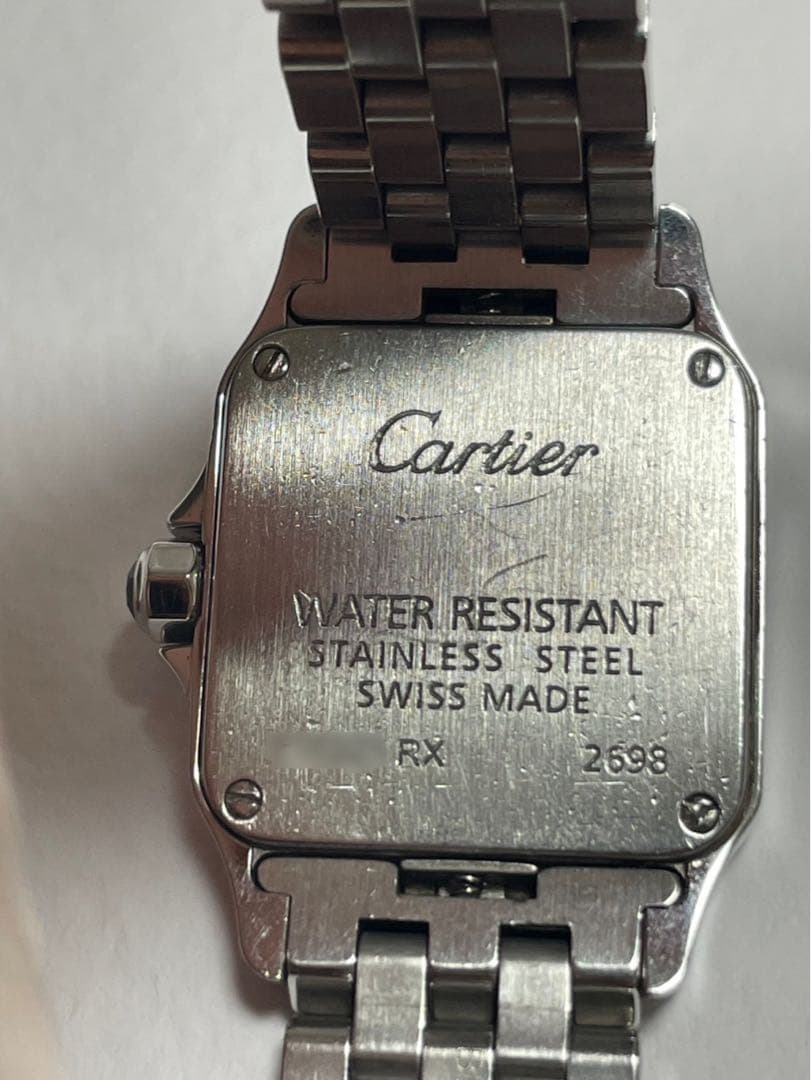 Cartier
WATER RESISTANT
STAINLESS STEEL
SWISS MADE
RX 2698